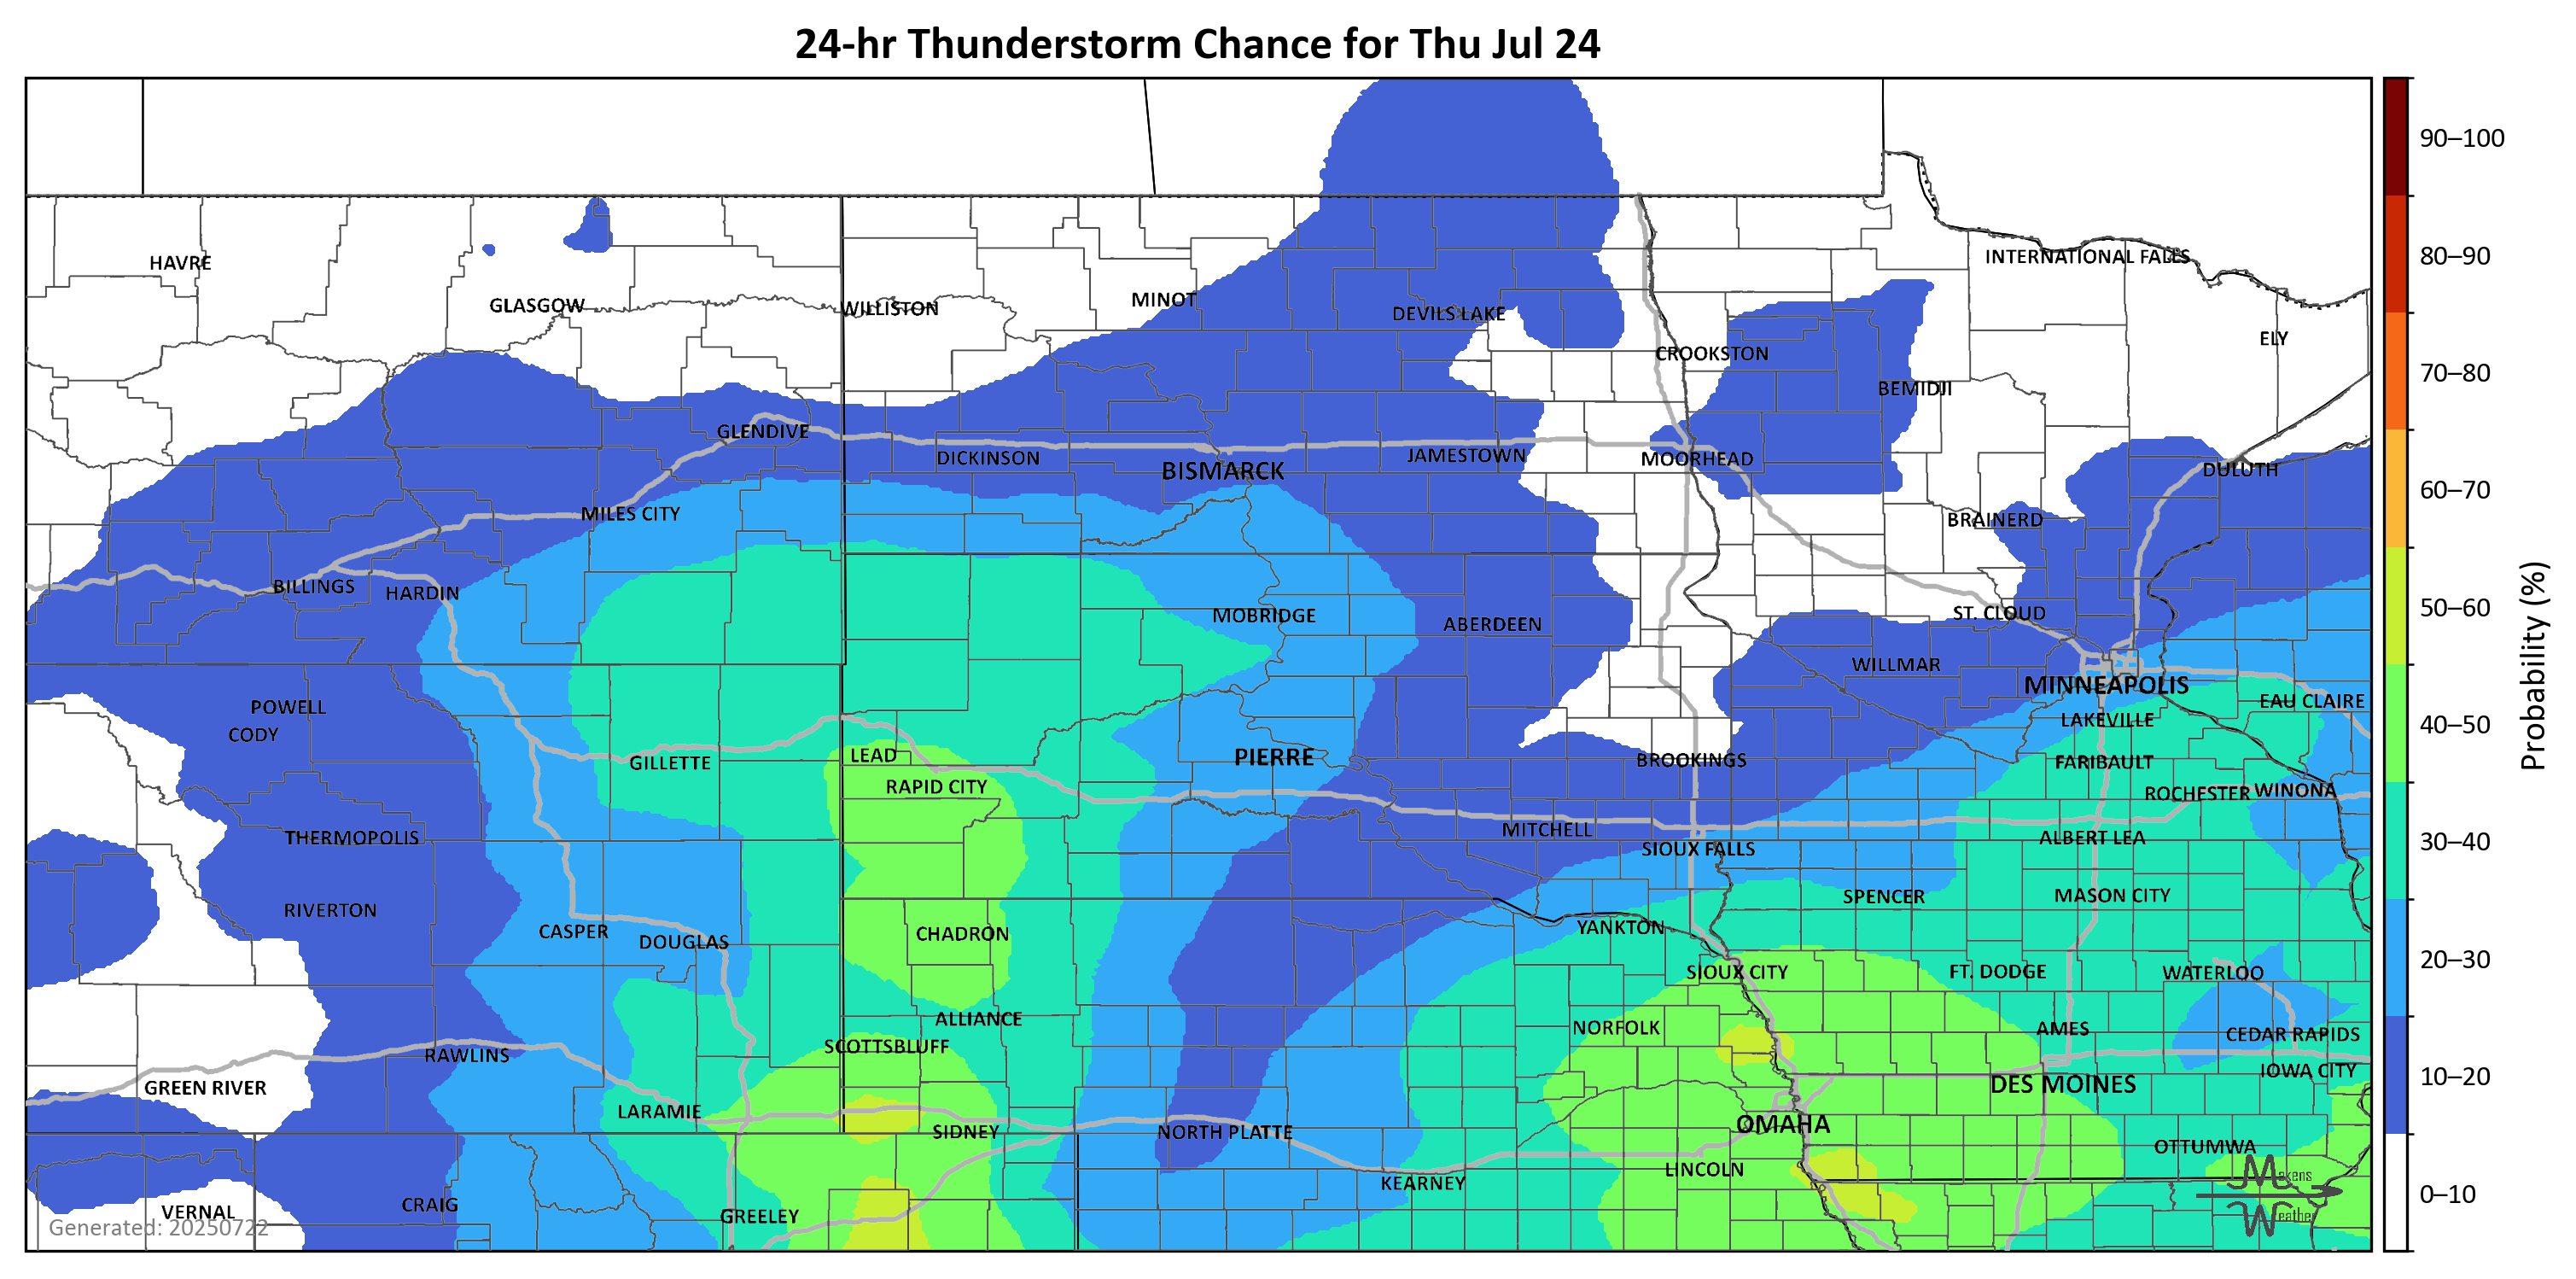 24-hr Thunderstorm Chance for Thu Jul 24
90–100
HAVRE
INTERNATIONAL FALLS
80–90
GLASGOW
WILLISTON
MINOT
DEVILS LAKE
ELY
CROOKSTON
70–80
BEMIDJI
GLENDIVE
DICKINSON
BISMARCK
JAMESTOWN
MOORHEAD
DULUTH
60–70
MILES CITY
BRAINERD
BILLINGS
HARDIN
MOBRIDGE
ABERDEEN
ST. CLOUD
50–60
WILLMAR
MINNEAPOLIS
EAU CLAIRE
POWELL
CODY
LAKEVILLE
40–50
Probability (%)
LEAD
GILLETTE
PIERRE
BROOKINGS
FARIBAULT
RAPID CITY
ROCHESTER
WINONA
THERMOPOLIS
MITCHELL
ALBERT LEA
30–40
SIOUX FALLS
RIVERTON
SPENCER
MASON CITY
CASPER
DOUGLAS
CHADRON
YANKTON
20–30
SIOUX CITY
FT. DODGE
WATERLOO
ALLIANCE
NORFOLK
AMES
CEDAR RAPIDS
SCOTTSBLUFF
RAWLINS
IOWA CITY
10–20
GREEN RIVER
DES MOINES
LARAMIE
SIDNEY
NORTH PLATTE
OMAHA
OTTUMWA
LINCOLN
KEARNEY
Makens
Weather
0–10
CRAIG
VERNAL
GREELEY
Generated: 20250722